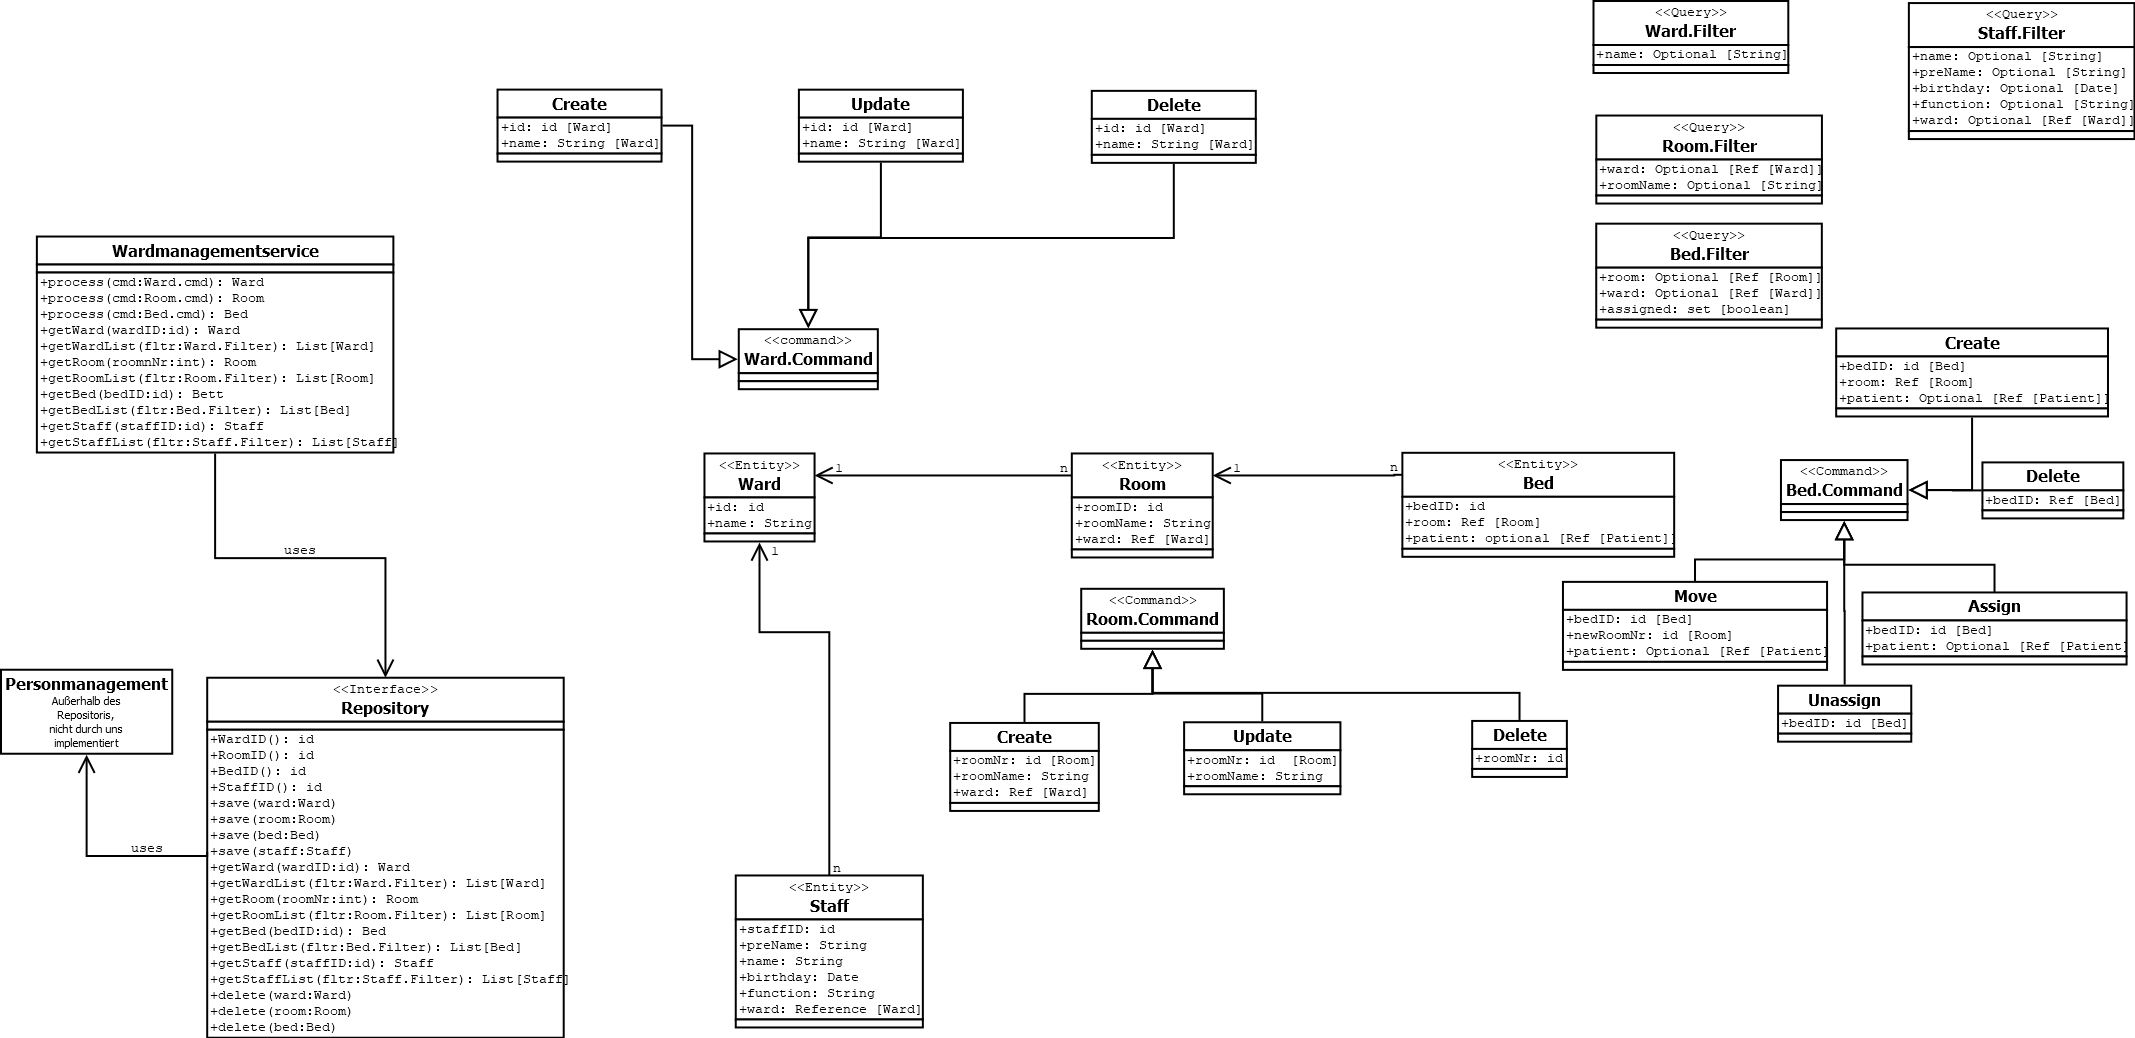 <<Query>>
Ward.Filter
+name: Optional [String]
<<Query>>
Staff.Filter
+name: Optional [String]
+preName: Optional [String]
+birthday: Optional [Date]
+function: Optional [String]
+ward: Optional [Ref [Ward]]
Create
+id: id [Ward]
+name: String [Ward]
Update
+id: id [Ward]
+name: String [Ward]
Delete
+id: id [Ward]
+name: String [Ward]
<<Query>>
Room.Filter
+ward: Optional [Ref [Ward]]
+roomName: Optional [String]
<<Query>>
Bed.Filter
+room: Optional [Ref [Room]]
+ward: Optional [Ref [Ward]]
+assigned: set [boolean]
Wardmanagementservice
+process(cmd:Ward.cmd): Ward
+process(cmd:Room.cmd): Room
+process(cmd:Bed.cmd): Bed
+getWard(wardID:id): Ward
+getWardList(fltr:Ward.Filter): List[Ward]
+getRoom(roomnNr:int): Room
+getRoomList(fltr:Room.Filter): List[Room]
+getBed(bedID:id): Bett
+getBedList(fltr:Bed.Filter): List[Bed]
+getStaff(staffID:id): Staff
+getStaffList(fltr:Staff.Filter): List[Staff]
<<command>>
Ward.Command
Create
+bedID: id [Bed]
+room: Ref [Room]
+patient: Optional [Ref [Patient]]
<<Entity>>
Ward
+id: id
+name: String
1
n
<<Entity>>
Room
+roomID: id
+roomName: String
+ward: Ref [Ward]
1
n
<<Entity>>
Bed
+bedID: id
+room: Ref [Room]
+patient: optional [Ref [Patient]]
<<Command>>
Bed.Command
Delete
+bedID: Ref [Bed]
uses
1
<<Command>>
Room.Command
Move
+bedID: id [Bed]
+newRoomNr: id [Room]
+patient: Optional [Ref [Patient]
Assign
+bedID: id [Bed]
+patient: Optional [Ref [Patient]
Unassign
+bedID: id [Bed]
Create
+roomNr: id [Room]
+roomName: String
+ward: Ref [Ward]
Update
+roomNr: id  [Room]
+roomName: String
Delete
+roomNr: id
Personmanagement
Außerhalb des
Repositoris,
nicht durch uns
implementiert
uses
<<Interface>>
Repository
+WardID(): id
+RoomID(): id
+BedID(): id
+StaffID(): id
+save(ward:Ward)
+save(room:Room)
+save(bed:Bed)
+save(staff:Staff)
+getWard(wardID:id): Ward
+getWardList(fltr:Ward.Filter): List[Ward]
+getRoom(roomNr:int): Room
+getRoomList(fltr:Room.Filter): List[Room]
+getBed(bedID:id): Bed
+getBedList(fltr:Bed.Filter): List[Bed]
+getStaff(staffID:id): Staff
+getStaffList(fltr:Staff.Filter): List[Staff]
+delete(ward:Ward)
+delete(room:Room)
+delete(bed:Bed)
n
<<Entity>>
Staff
+staffID: id
+preName: String
+name: String
+birthday: Date
+function: String
+ward: Reference [Ward]